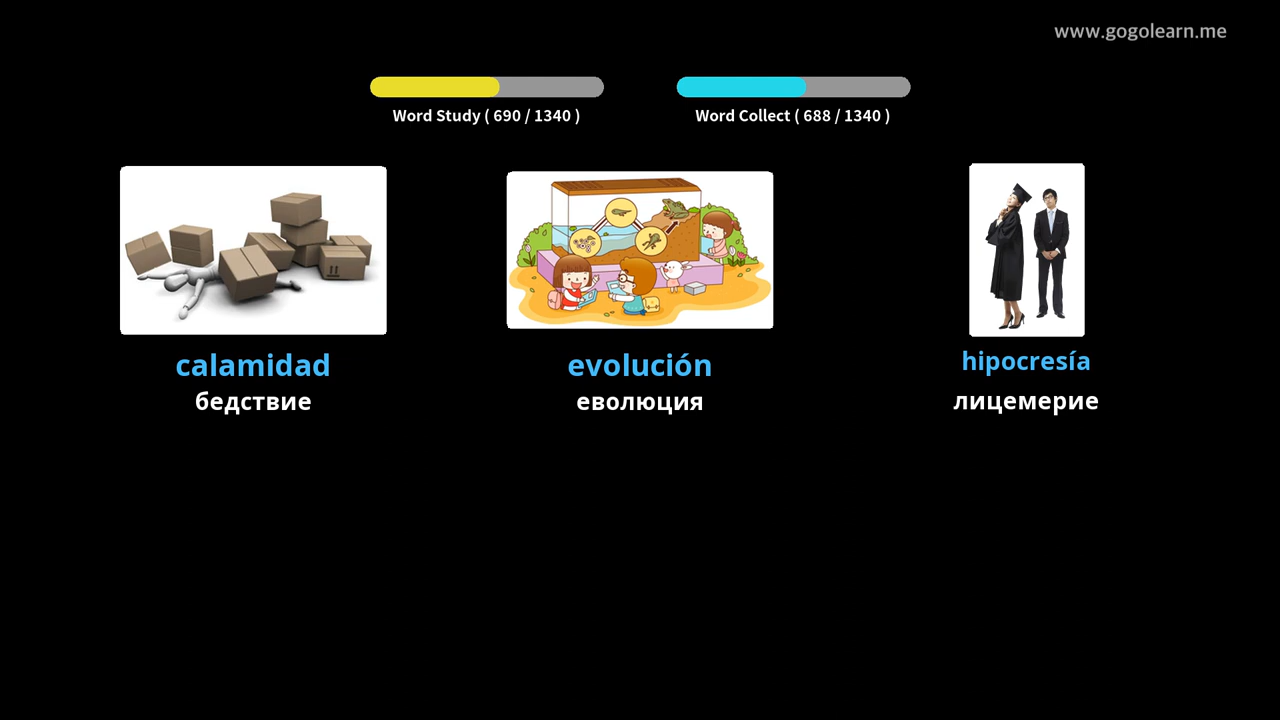 www.gogolearn.me
Word Study ( 690 / 1340 )
Word Collect ( 688 / 1340 )
calamidad
evolución
hipocresía
бедствие
еволюция
лицемерие